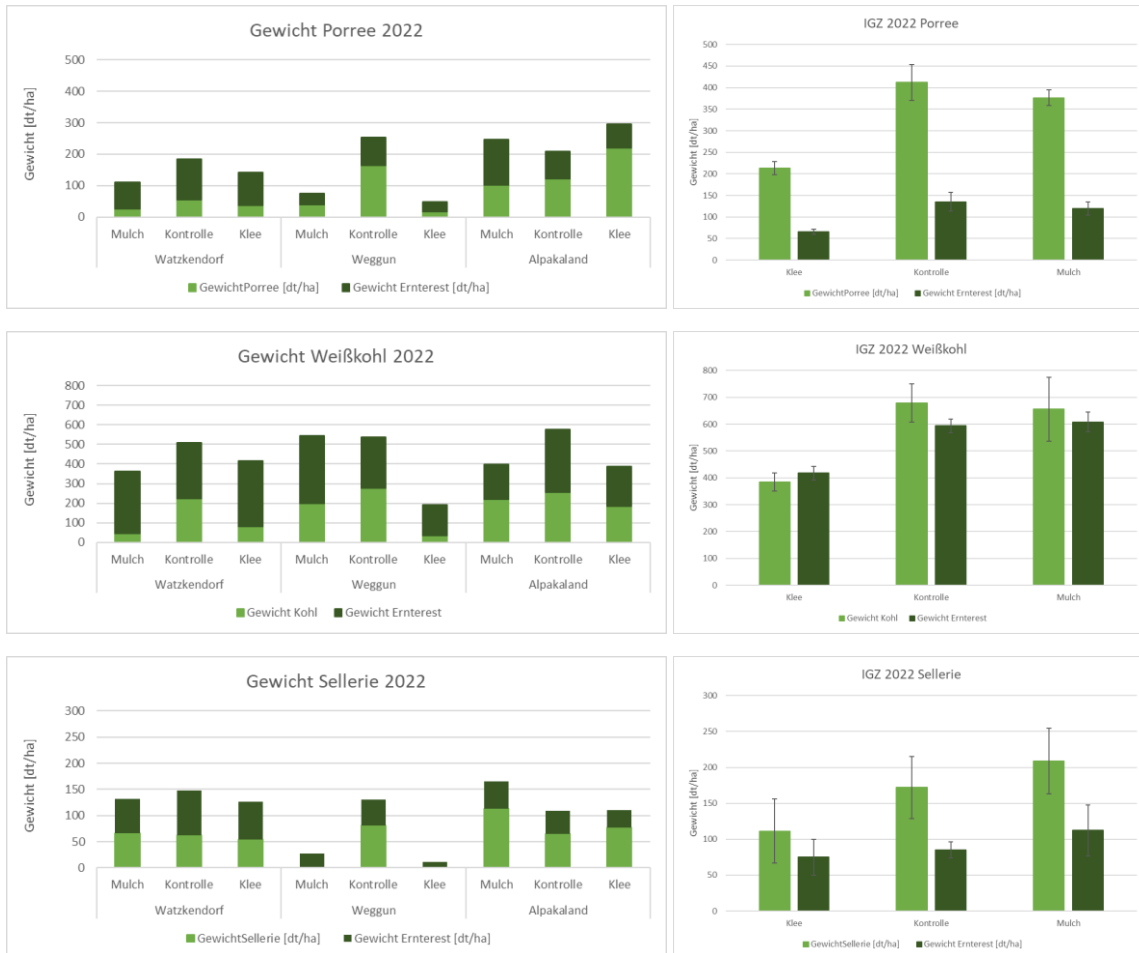 Gewicht Porree 2022
Gewicht [dt/ha]
500
400
300
200
100
0
Mulch Kontrolle Klee Mulch Kontrolle Klee Mulch Kontrolle Klee
Watzkendorf Weggun Alpakaland
GewichtPorree [dt/ha] Gewicht Ernterest [dt/ha]
IGZ 2022 Porree
Gewicht [dt/ha]
500
450
400
350
300
250
200
150
100
50
0
Klee Kontrolle Mulch
GewichtPorree [dt/ha] Gewicht Ernterest [dt/ha]
Gewicht Weißkohl 2022
Gewicht [dt/ha]
800
700
600
500
400
300
200
100
0
Mulch Kontrolle Klee Mulch Kontrolle Klee Mulch Kontrolle Klee
Watzkendorf Weggun Alpakaland
Gewicht Kohl Gewicht Ernterest
IGZ 2022 Weißkohl
Gewicht [dt/ha]
800
700
600
500
400
300
200
100
0
Klee Kontrolle Mulch
Gewicht Kohl Gewicht Ernterest
Gewicht Sellerie 2022
Gewicht [dt/ha]
300
250
200
150
100
50
0
Mulch Kontrolle Klee Mulch Kontrolle Klee Mulch Kontrolle Klee
Watzkendorf Weggun Alpakaland
GewichtSellerie [dt/ha] Gewicht Ernterest [dt/ha]
IGZ 2022 Sellerie
Gewicht [dt/ha]
300
250
200
150
100
50
0
Klee Kontrolle Mulch
GewichtSellerie [dt/ha] Gewicht Ernterest [dt/ha]